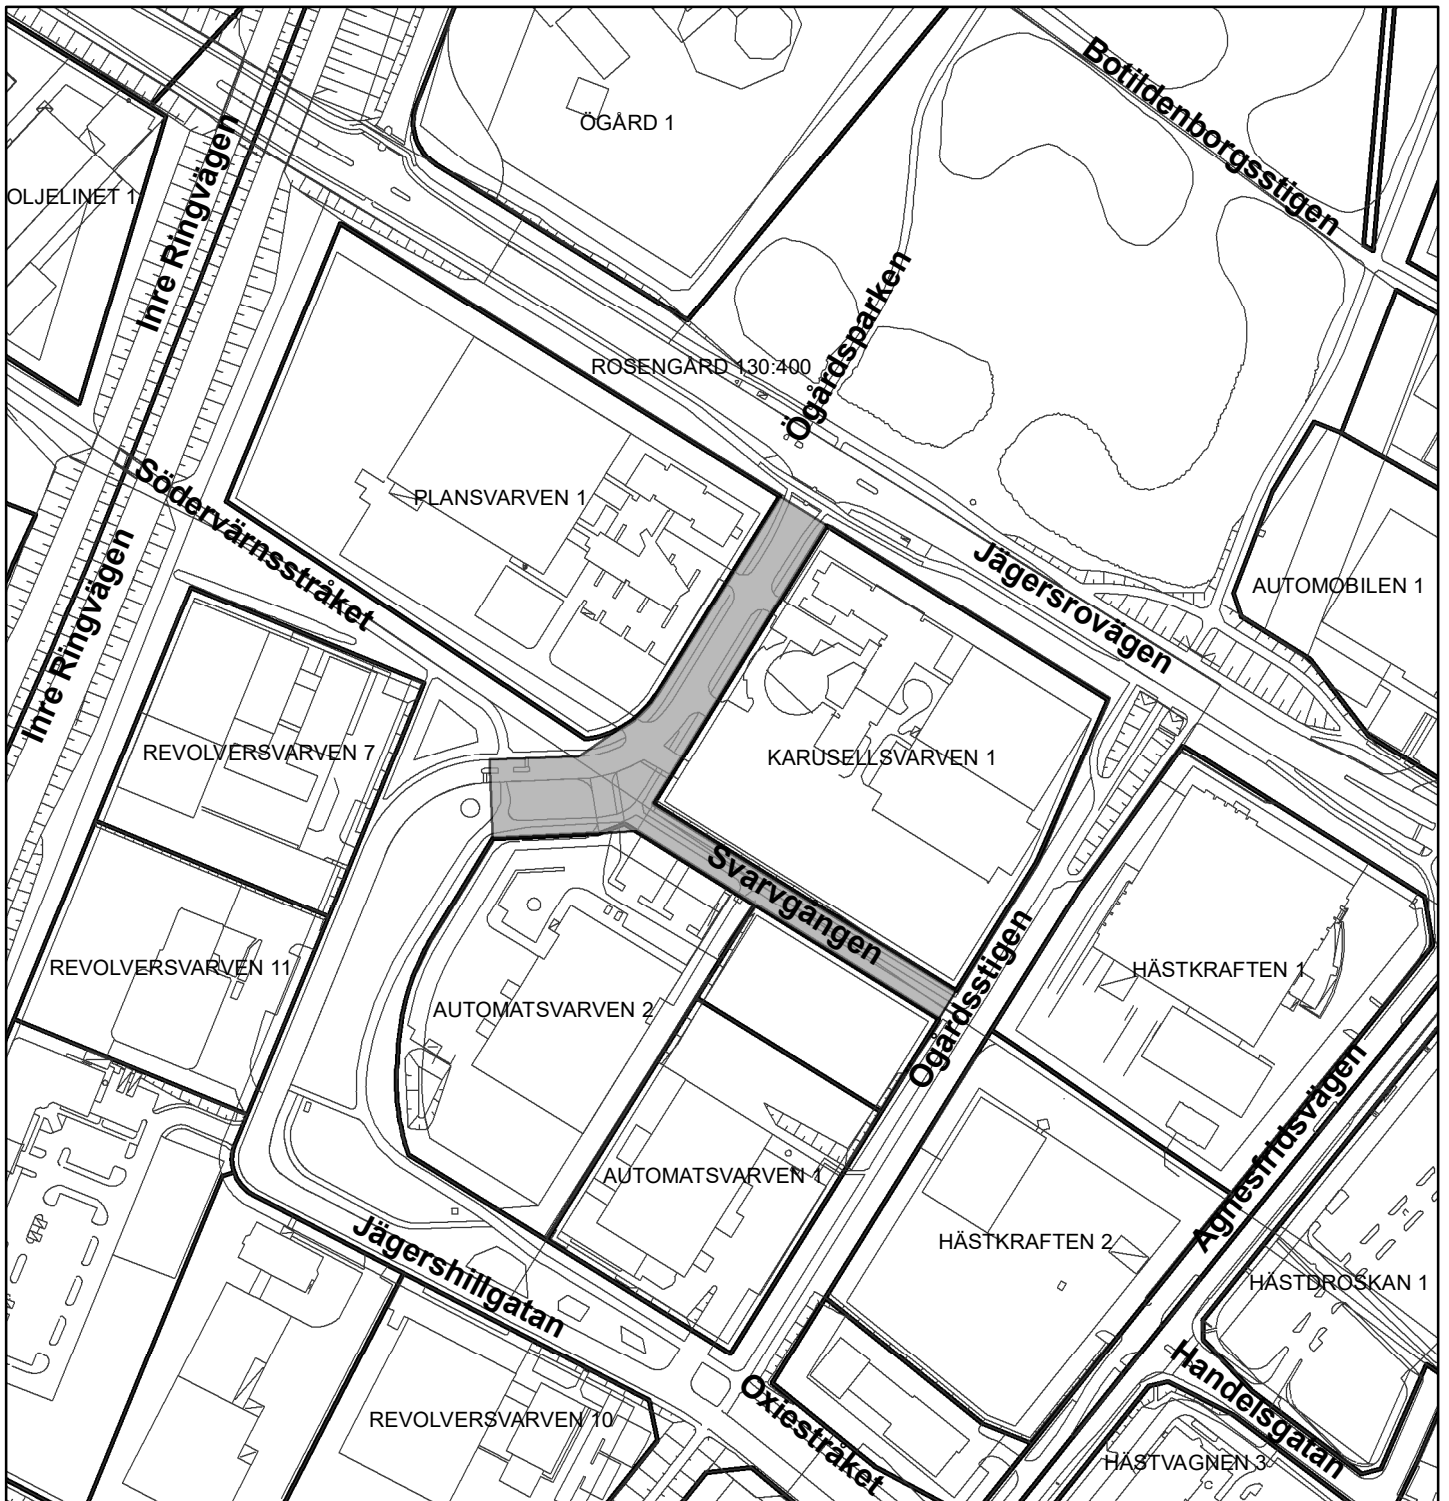 Botildenborgsstigen
ÖGÅRD 1
Inre Ringvägen
OLJELINET 1
Ögårdsparken
ROSENGÅRD 130:400
Södervärnsstråket
PLANSVARVEN 1
Jägersrovägen
AUTOMOBILEN 1
Inre Ringvägen
REVOLVERSVARVEN 7
KARUSELLSVARVEN 1
Svarvgången
REVOLVERSVARVEN 11
HÄSTKRAFTEN 1
AUTOMATSVARVEN 2
Ögårdsstigen
Agnesfridsvägen
AUTOMATSVARVEN 1
Jägershillgatan
HÄSTKRAFTEN 2
HÄSTDROSKAN 1
Handelsgatan
Oxiestråket
REVOLVERSVARVEN 10
HÄSTVAGNEN 3